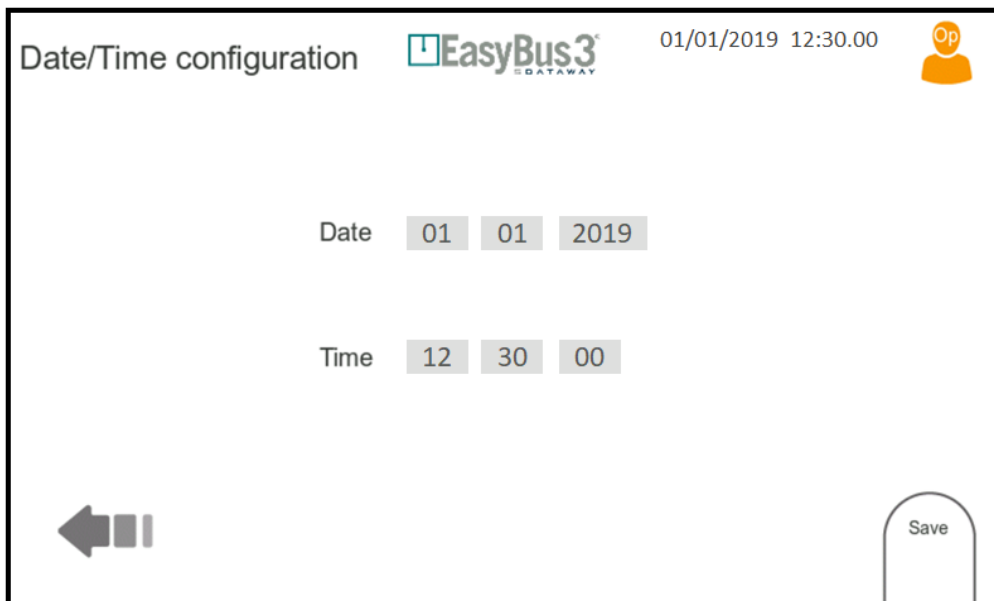 Date/Time configuration
EasyBus3
DATAWAY
01/01/2019 12:30.00
Op
Date 01 01 2019
Time 12 30 00
Save